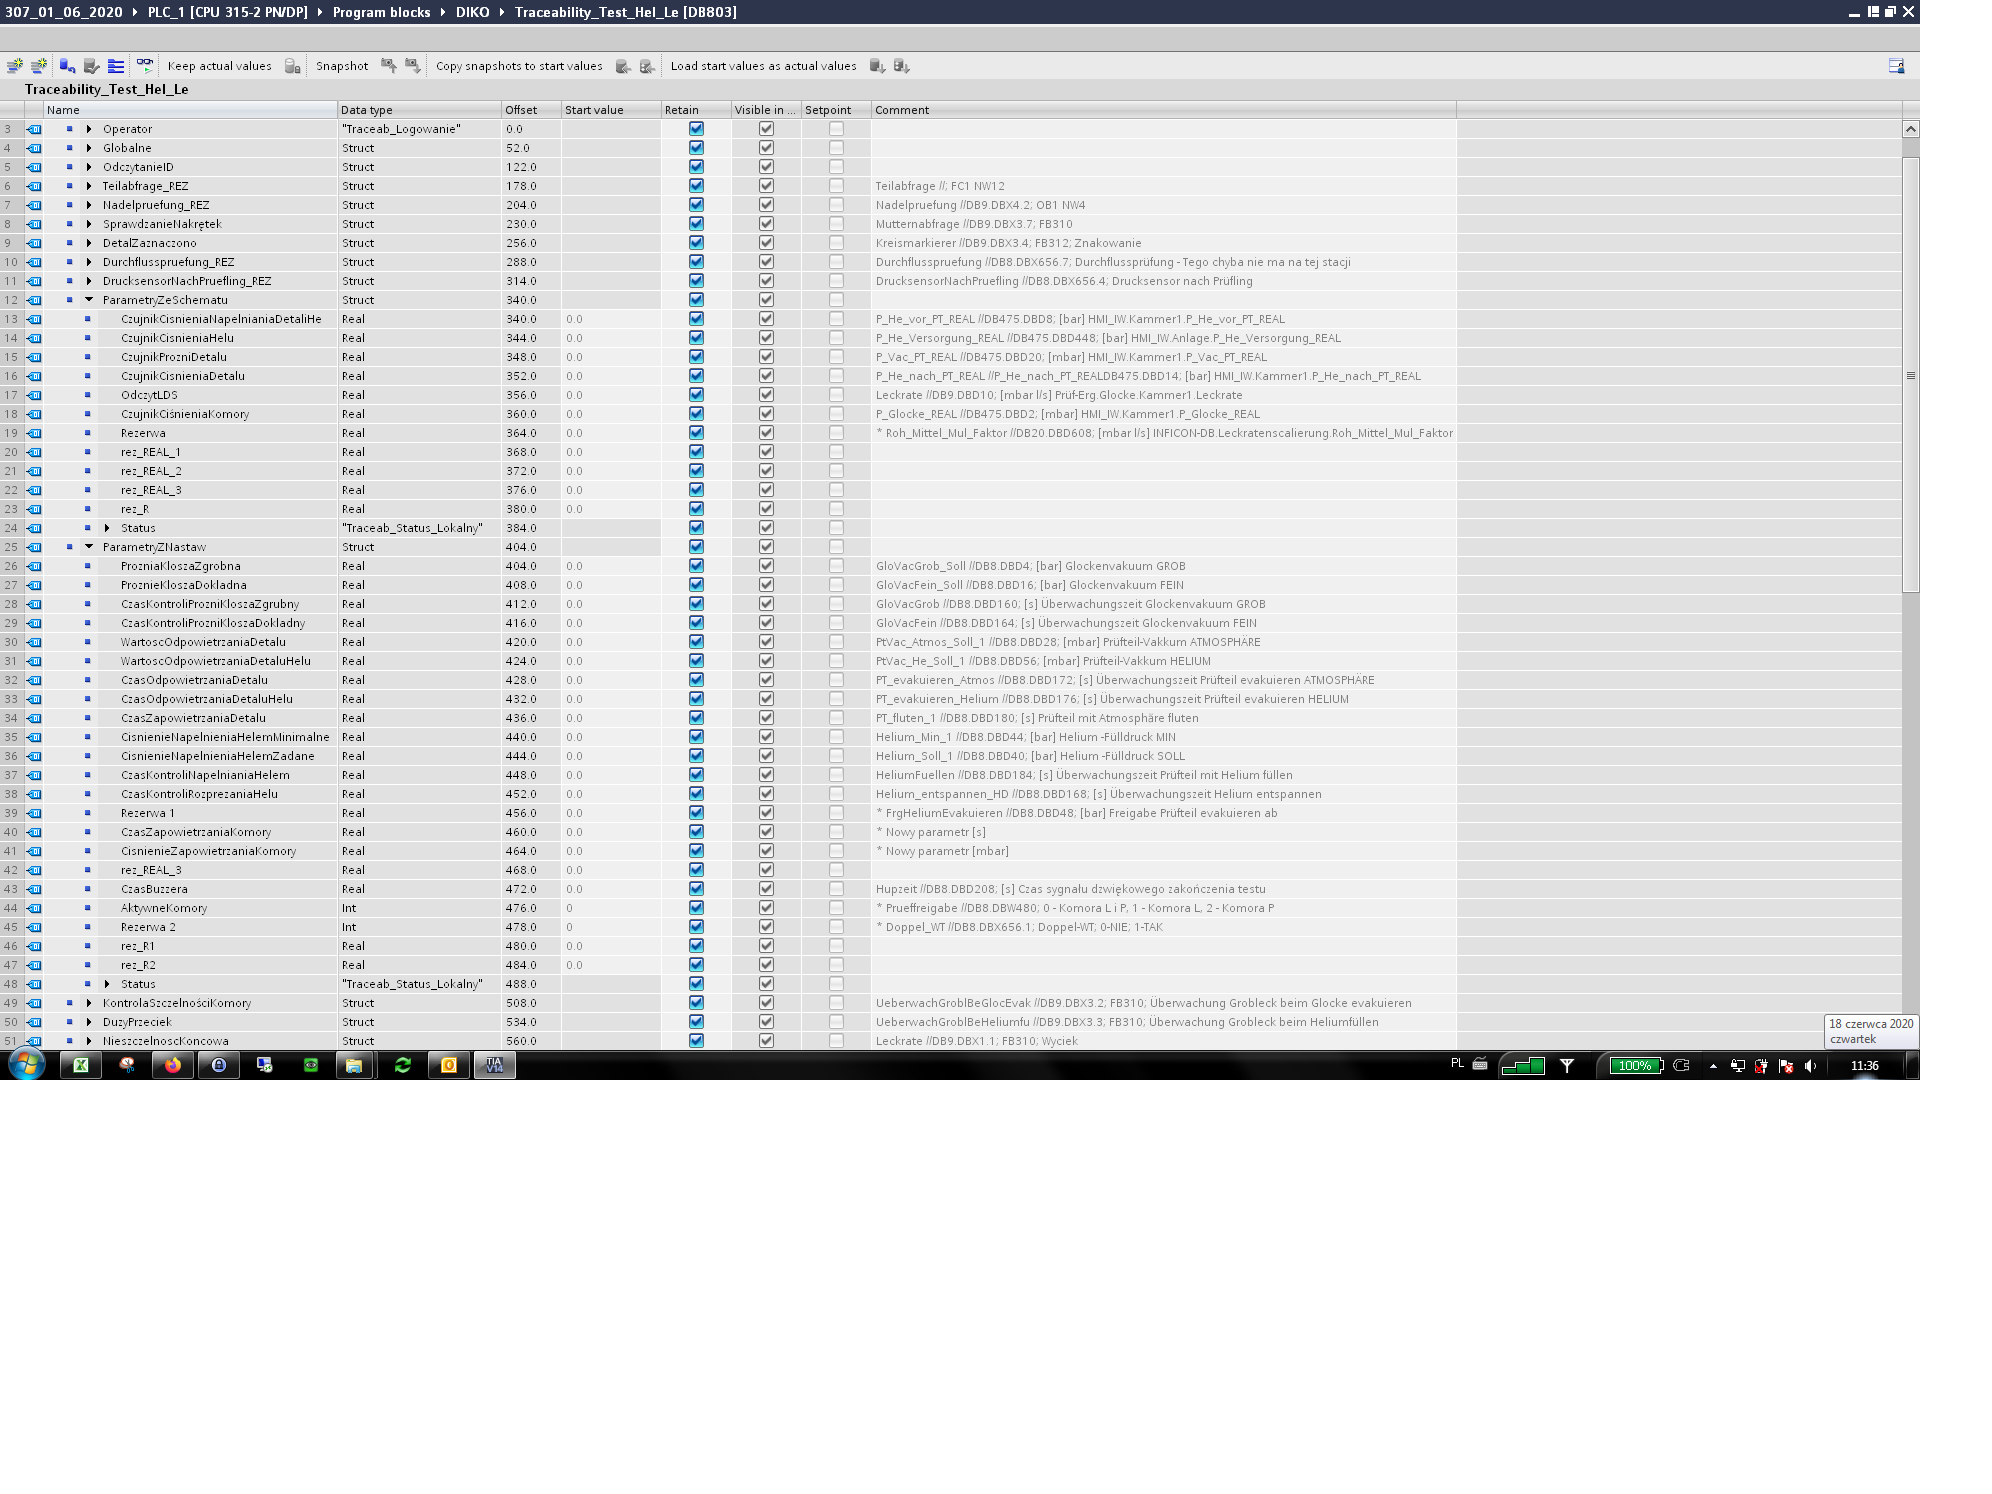 307_01_06_2020 PLC_1 [CPU 315-2 PN/DP] Program blocks DIKO Traceability_Test_Hel_Le [DB803]
Keep actual values Snapshot Copy snapshots to start values Load start values as actual values
Traceability_Test_Hel_Le
Name Data type Offset Start value Retain Visible in ... Setpoint Comment
3 Operator "Traceab_Logowanie" 0.0
4 Globalne Struct 52.0
5 OdczytanieID Struct 122.0
6 Teilabfrage_REZ Struct 178.0 Teilabfrage //; FC1 NW12
7 Nadelpruefung_REZ Struct 204.0 Nadelpruefung //DB9.DBX4.2; OB1 NW4
8 SprawdzanieNakrętek Struct 230.0 Mutternabfrage //DB9.DBX3.7; FB310
9 DetalZaznaczono Struct 256.0 Kreismarkierer //DB9.DBX3.4; FB312; Znakowanie
10 Durchflusspruefung_REZ Struct 288.0 Durchflusspruefung //DB8.DBX656.7; Durchflussprüfung - Tego chyba nie ma na tej stacji
11 DrucksensorNachPruefling_REZ Struct 314.0 DrucksensorNachPruefling //DB8.DBX656.4; Drucksensor nach Prüfling
12 ParametryZeSchematu Struct 340.0
13 CzujnikCisnieniaNapelnianiaDetaliHe Real 340.0 0.0 P_He_vor_PT_REAL //DB475.DBD8; [bar] HMI_IW.Kammer1.P_He_vor_PT_REAL
14 CzujnikCisnieniaHelu Real 344.0 0.0 P_He_Versorgung_REAL //DB475.DBD448; [bar] HMI_IW.Anlage.P_He_Versorgung_REAL
15 CzujnikProzniDetalu Real 348.0 0.0 P_Vac_PT_REAL //DB475.DBD20; [mbar] HMI_IW.Kammer1.P_Vac_PT_REAL
16 CzujnikCisnieniaDetalu Real 352.0 0.0 P_He_nach_PT_REAL //P_He_nach_PT_REALDB475.DBD14; [bar] HMI_IW.Kammer1.P_He_nach_PT_REAL
17 OdczytLDS Real 356.0 0.0 Leckrate //DB9.DBD10; [mbar l/s] Prüf-Erg.Glocke.Kammer1.Leckrate
18 CzujnikCiśnieniaKomory Real 360.0 0.0 P_Glocke_REAL //DB475.DBD2; [mbar] HMI_IW.Kammer1.P_Glocke_REAL
19 Rezerwa Real 364.0 0.0 * Roh_Mittel_Mul_Faktor //DB20.DBD608; [mbar l/s] INFICON-DB.Leckratenscalierung.Roh_Mittel_Mul_Faktor
20 rez_REAL_1 Real 368.0 0.0
21 rez_REAL_2 Real 372.0 0.0
22 rez_REAL_3 Real 376.0 0.0
23 rez_R Real 380.0 0.0
24 Status "Traceab_Status_Lokalny" 384.0
25 ParametryZNastaw Struct 404.0
26 ProzniaKloszaZgrobna Real 404.0 0.0 GloVacGrob_Soll //DB8.DBD4; [bar] Glockenvakuum GROB
27 ProznieKloszaDokladna Real 408.0 0.0 GloVacFein_Soll //DB8.DBD16; [bar] Glockenvakuum FEIN
28 CzasKontroliProzniKloszaZgrubny Real 412.0 0.0 GloVacGrob //DB8.DBD160; [s] Überwachungszeit Glockenvakuum GROB
29 CzasKontroliProzniKloszaDokladny Real 416.0 0.0 GloVacFein //DB8.DBD164; [s] Überwachungszeit Glockenvakuum FEIN
30 WartoscOdpowietrzaniaDetalu Real 420.0 0.0 PtVac_Atmos_Soll_1 //DB8.DBD28; [mbar] Prüfteil-Vakkum ATMOSPHÄRE
31 WartoscOdpowietrzaniaDetaluHelu Real 424.0 0.0 PtVac_He_Soll_1 //DB8.DBD56; [mbar] Prüfteil-Vakkum HELIUM
32 CzasOdpowietrzaniaDetalu Real 428.0 0.0 PT_evakuieren_Atmos //DB8.DBD172; [s] Überwachungszeit Prüfteil evakuieren ATMOSPHÄRE
33 CzasOdpowietrzaniaDetaluHelu Real 432.0 0.0 PT_evakuieren_Helium //DB8.DBD176; [s] Überwachungszeit Prüfteil evakuieren HELIUM
34 CzasZapowietrzaniaDetalu Real 436.0 0.0 PT_fluten_1 //DB8.DBD180; [s] Prüfteil mit Atmosphäre fluten
35 CisnienieNapelnieniaHelemMinimalne Real 440.0 0.0 Helium_Min_1 //DB8.DBD44; [bar] Helium -Fülldruck MIN
36 CisnienieNapelnieniaHelemZadane Real 444.0 0.0 Helium_Soll_1 //DB8.DBD40; [bar] Helium -Fülldruck SOLL
37 CzasKontroliNapelnianiaHelem Real 448.0 0.0 HeliumFuellen //DB8.DBD184; [s] Überwachungszeit Prüfteil mit Helium füllen
38 CzasKontroliRozprezaniaHelu Real 452.0 0.0 Helium_entspannen_HD //DB8.DBD168; [s] Überwachungszeit Helium entspannen
39 Rezerwa 1 Real 456.0 0.0 * FrgHeliumEvakuieren //DB8.DBD48; [bar] Freigabe Prüfteil evakuieren ab
40 CzasZapowietrzaniaKomory Real 460.0 0.0 * Nowy parametr [s]
41 CisnienieZapowietrzaniaKomory Real 464.0 0.0 * Nowy parametr [mbar]
42 rez_REAL_3 Real 468.0 0.0
43 CzasBuzzera Real 472.0 0.0 Hupzeit //DB8.DBD208; [s] Czas sygnału dzwiękowego zakończenia testu
44 AktywneKomory Int 476.0 0 * Prueffreigabe //DB8.DBW480; 0 - Komora L i P, 1 - Komora L, 2 - Komora P
45 Rezerwa 2 Int 478.0 0 * Doppel_WT //DB8.DBX656.1; Doppel-WT; 0-NIE; 1-TAK
46 rez_R1 Real 480.0 0.0
47 rez_R2 Real 484.0 0.0
48 Status "Traceab_Status_Lokalny" 488.0
49 KontrolaSzczelnościKomory Struct 508.0 UeberwachGroblBeGlocEvak //DB9.DBX3.2; FB310; Überwachung Grobleck beim Glocke evakuieren
50 DuzyPrzeciek Struct 534.0 UeberwachGroblBeHeliumfu //DB9.DBX3.3; FB310; Überwachung Grobleck beim Heliumfüllen
51 NieszczelnoscKoncowa Struct 560.0 Leckrate //DB9.DBX1.1; FB310; Wyciek
18 czerwca 2020
czwartek
TIA V14 PL 100% 11:36